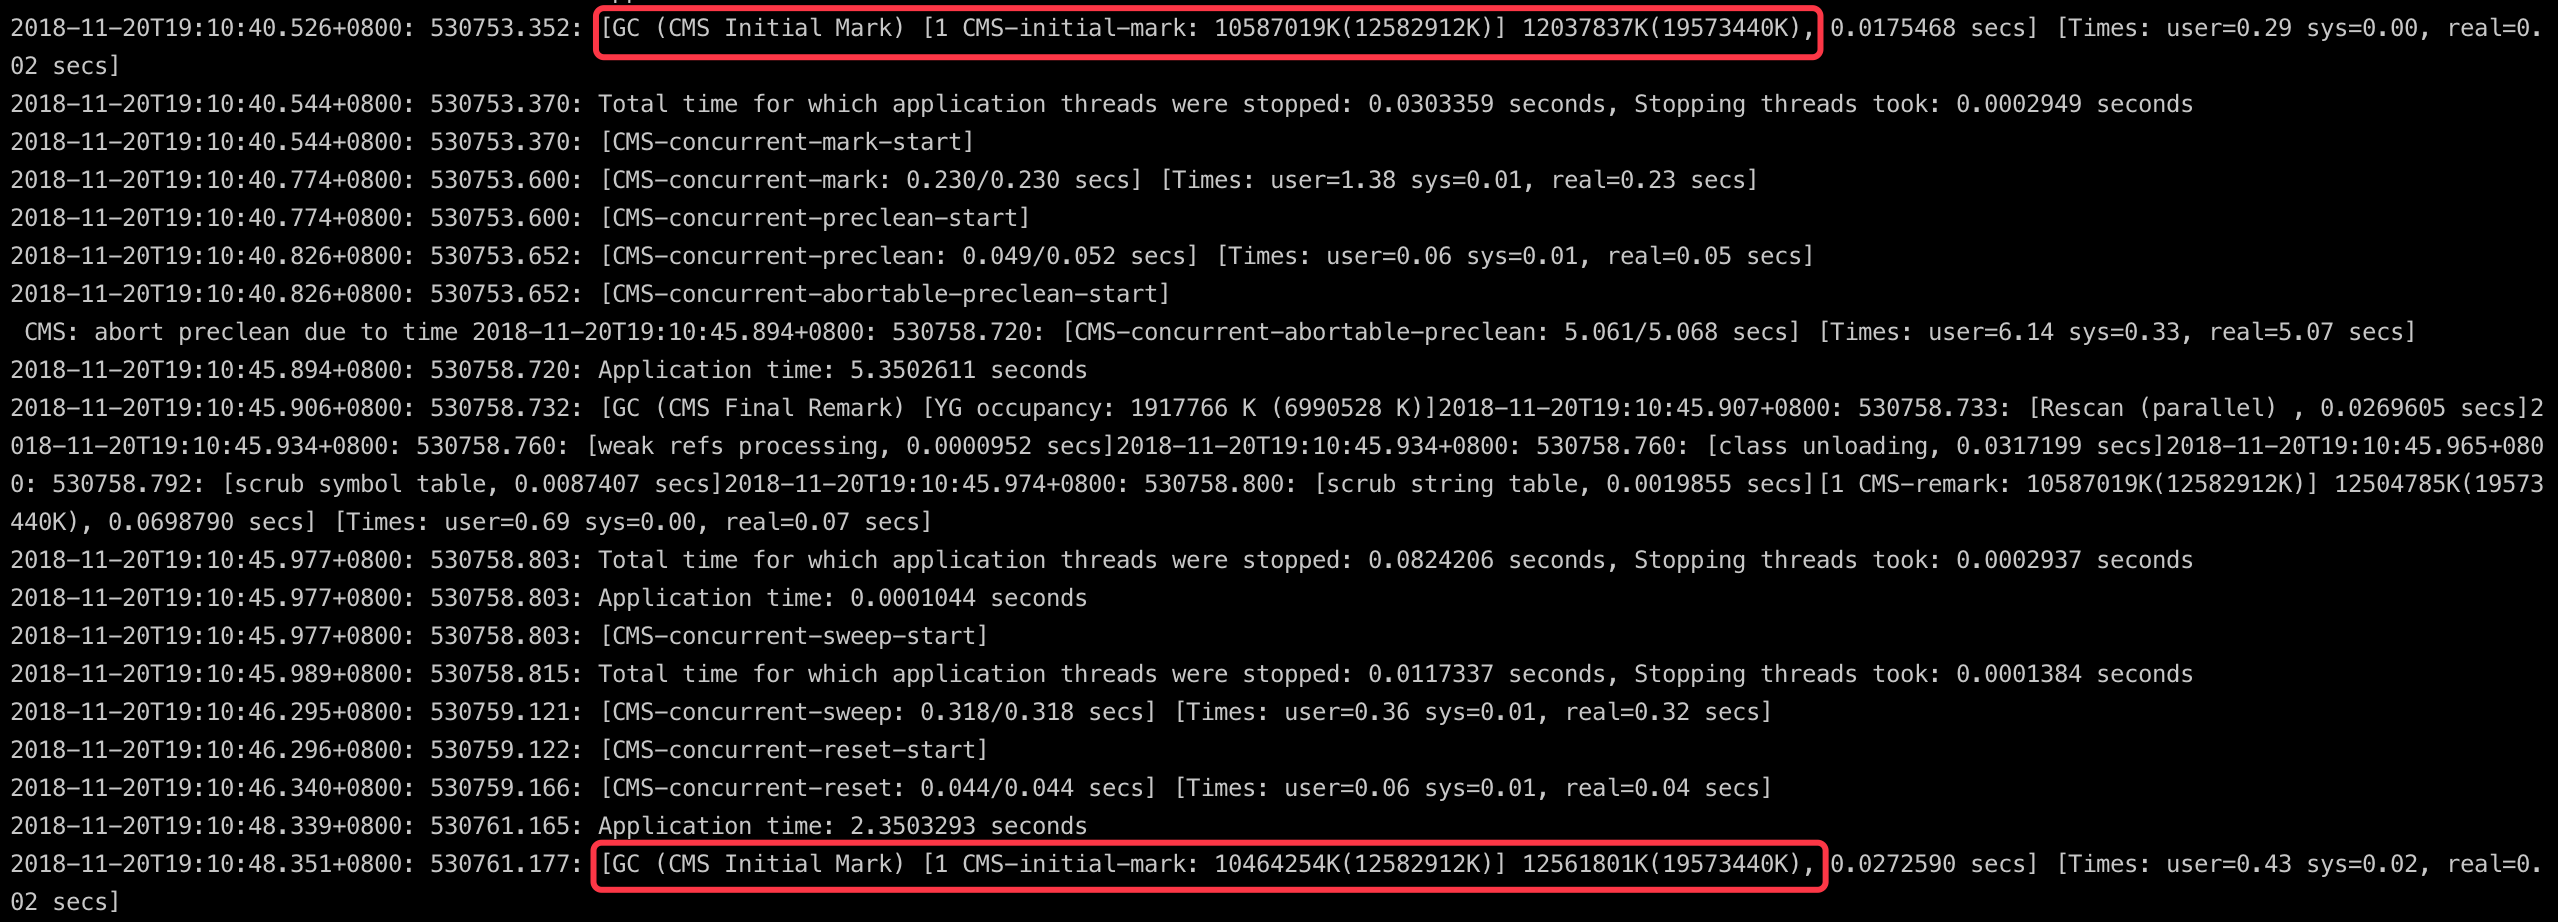 2018-11-20T19:10:40.526+0800: 530753.352: [GC (CMS Initial Mark) [1 CMS-initial-mark: 10587019K(12582912K)] 12037837K(19573440K), 0.0175468 secs] [Times: user=0.29 sys=0.00, real=0.
02 secs]
2018-11-20T19:10:40.544+0800: 530753.370: Total time for which application threads were stopped: 0.0303359 seconds, Stopping threads took: 0.0002949 seconds
2018-11-20T19:10:40.544+0800: 530753.370: [CMS-concurrent-mark-start]
2018-11-20T19:10:40.774+0800: 530753.600: [CMS-concurrent-mark: 0.230/0.230 secs] [Times: user=1.38 sys=0.01, real=0.23 secs]
2018-11-20T19:10:40.774+0800: 530753.600: [CMS-concurrent-preclean-start]
2018-11-20T19:10:40.826+0800: 530753.652: [CMS-concurrent-preclean: 0.049/0.052 secs] [Times: user=0.06 sys=0.01, real=0.05 secs]
2018-11-20T19:10:40.826+0800: 530753.652: [CMS-concurrent-abortable-preclean-start]
 CMS: abort preclean due to time 2018-11-20T19:10:45.894+0800: 530758.720: [CMS-concurrent-abortable-preclean: 5.061/5.068 secs] [Times: user=6.14 sys=0.33, real=5.07 secs]
2018-11-20T19:10:45.894+0800: 530758.720: Application time: 5.3502611 seconds
2018-11-20T19:10:45.906+0800: 530758.732: [GC (CMS Final Remark) [YG occupancy: 1917766 K (6990528 K)]2018-11-20T19:10:45.907+0800: 530758.733: [Rescan (parallel) , 0.0269605 secs]2
018-11-20T19:10:45.934+0800: 530758.760: [weak refs processing, 0.0000952 secs]2018-11-20T19:10:45.934+0800: 530758.760: [class unloading, 0.0317199 secs]2018-11-20T19:10:45.965+080
0: 530758.792: [scrub symbol table, 0.0087407 secs]2018-11-20T19:10:45.974+0800: 530758.800: [scrub string table, 0.0019855 secs][1 CMS-remark: 10587019K(12582912K)] 12504785K(19573
440K), 0.0698790 secs] [Times: user=0.69 sys=0.00, real=0.07 secs]
2018-11-20T19:10:45.977+0800: 530758.803: Total time for which application threads were stopped: 0.0824206 seconds, Stopping threads took: 0.0002937 seconds
2018-11-20T19:10:45.977+0800: 530758.803: Application time: 0.0001044 seconds
2018-11-20T19:10:45.977+0800: 530758.803: [CMS-concurrent-sweep-start]
2018-11-20T19:10:45.989+0800: 530758.815: Total time for which application threads were stopped: 0.0117337 seconds, Stopping threads took: 0.0001384 seconds
2018-11-20T19:10:46.295+0800: 530759.121: [CMS-concurrent-sweep: 0.318/0.318 secs] [Times: user=0.36 sys=0.01, real=0.32 secs]
2018-11-20T19:10:46.296+0800: 530759.122: [CMS-concurrent-reset-start]
2018-11-20T19:10:46.340+0800: 530759.166: [CMS-concurrent-reset: 0.044/0.044 secs] [Times: user=0.06 sys=0.01, real=0.04 secs]
2018-11-20T19:10:48.339+0800: 530761.165: Application time: 2.3503293 seconds
2018-11-20T19:10:48.351+0800: 530761.177: [GC (CMS Initial Mark) [1 CMS-initial-mark: 10464254K(12582912K)] 12561801K(19573440K), 0.0272590 secs] [Times: user=0.43 sys=0.02, real=0.
02 secs]